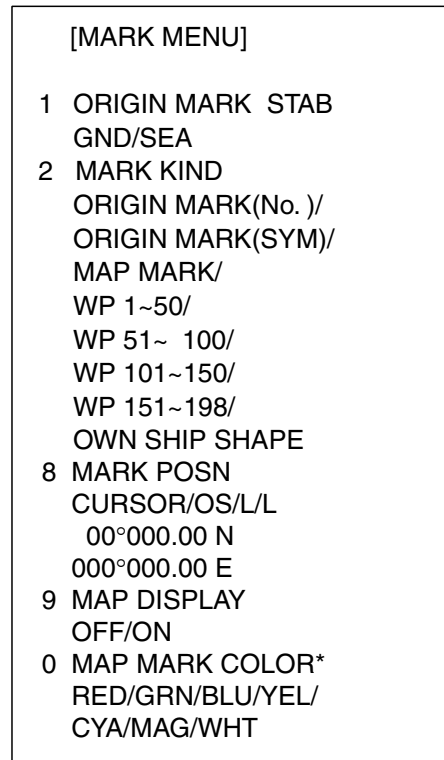 [MARK MENU]
1 ORIGIN MARK STAB
GND/SEA
2 MARK KIND
ORIGIN MARK(No. )/
ORIGIN MARK(SYM)/
MAP MARK/
WP 1~50/
WP 51~ 100/
WP 101~150/
WP 151~198/
OWN SHIP SHAPE
8 MARK POSN
CURSOR/OS/L/L
00°000.00 N
000°000.00 E
9 MAP DISPLAY
OFF/ON
0 MAP MARK COLOR*
RED/GRN/BLU/YEL/
CYA/MAG/WHT